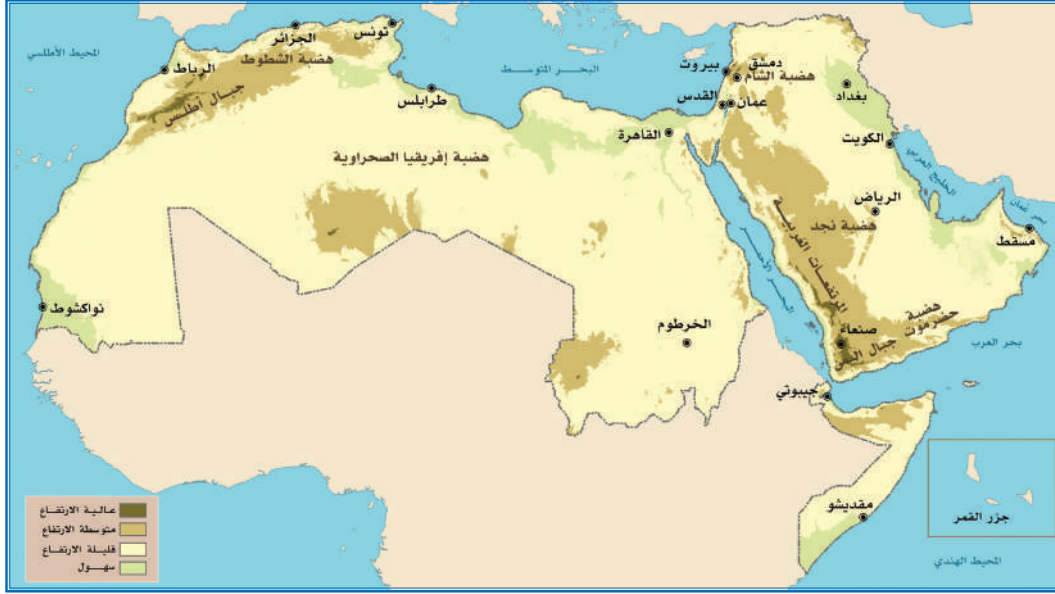 المحيط الأطلسي
البحر المتوسط
الجزائر
تونس
هضبة الشطوط
الرباط
جبال أطلس
طرابلس
بيروت
دمشق
هضبة الشام
القدس
عمان
بغداد
القاهرة
الكويت
الخليج العربي
هضبة إفريقيا الصحراوية
الرياض
هضبة نجد
بحر عمان
مسقط
المرتفعات الغربية
البحر الأحمر
نواكشوط
الخرطوم
هضبة
حضرموت
صنعاء
جبال اليمن
بحر العرب
جيبوتي
مقديشو
جزر القمر
المحيط الهندي
عالية الارتفاع
متوسطة الارتفاع
قليلة الارتفاع
سهول